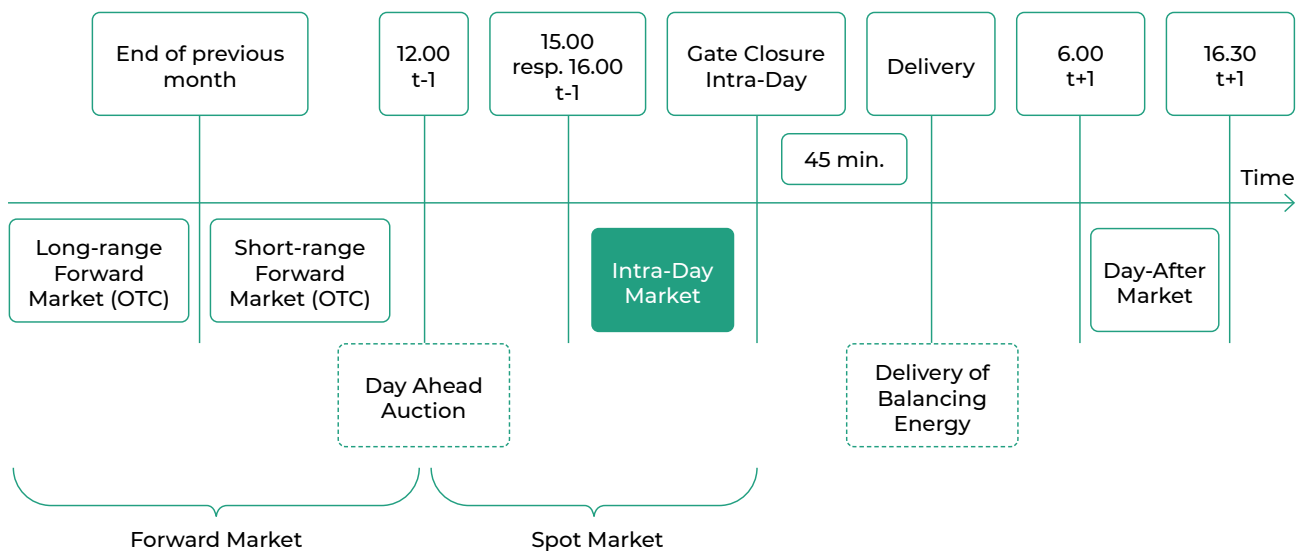 End of previous
month
12.00
t-1
15.00
resp. 16.00
t-1
Gate Closure
Intra-Day
Delivery
6.00
t+1
16.30
t+1
45 min.
Time
Long-range
Forward
Market (OTC)
Short-range
Forward
Market (OTC)
Intra-Day
Market
Day-After
Market
Day Ahead
Auction
Delivery of
Balancing
Energy
Forward Market
Spot Market